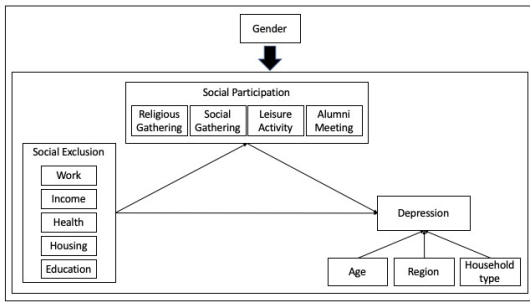 Gender
Social Participation
Religious
Gathering
Social
Gathering
Leisure
Activity
Alumni
Meeting
Social Exclusion
Work
Income
Health
Housing
Education
Depression
Age
Region
Household
type